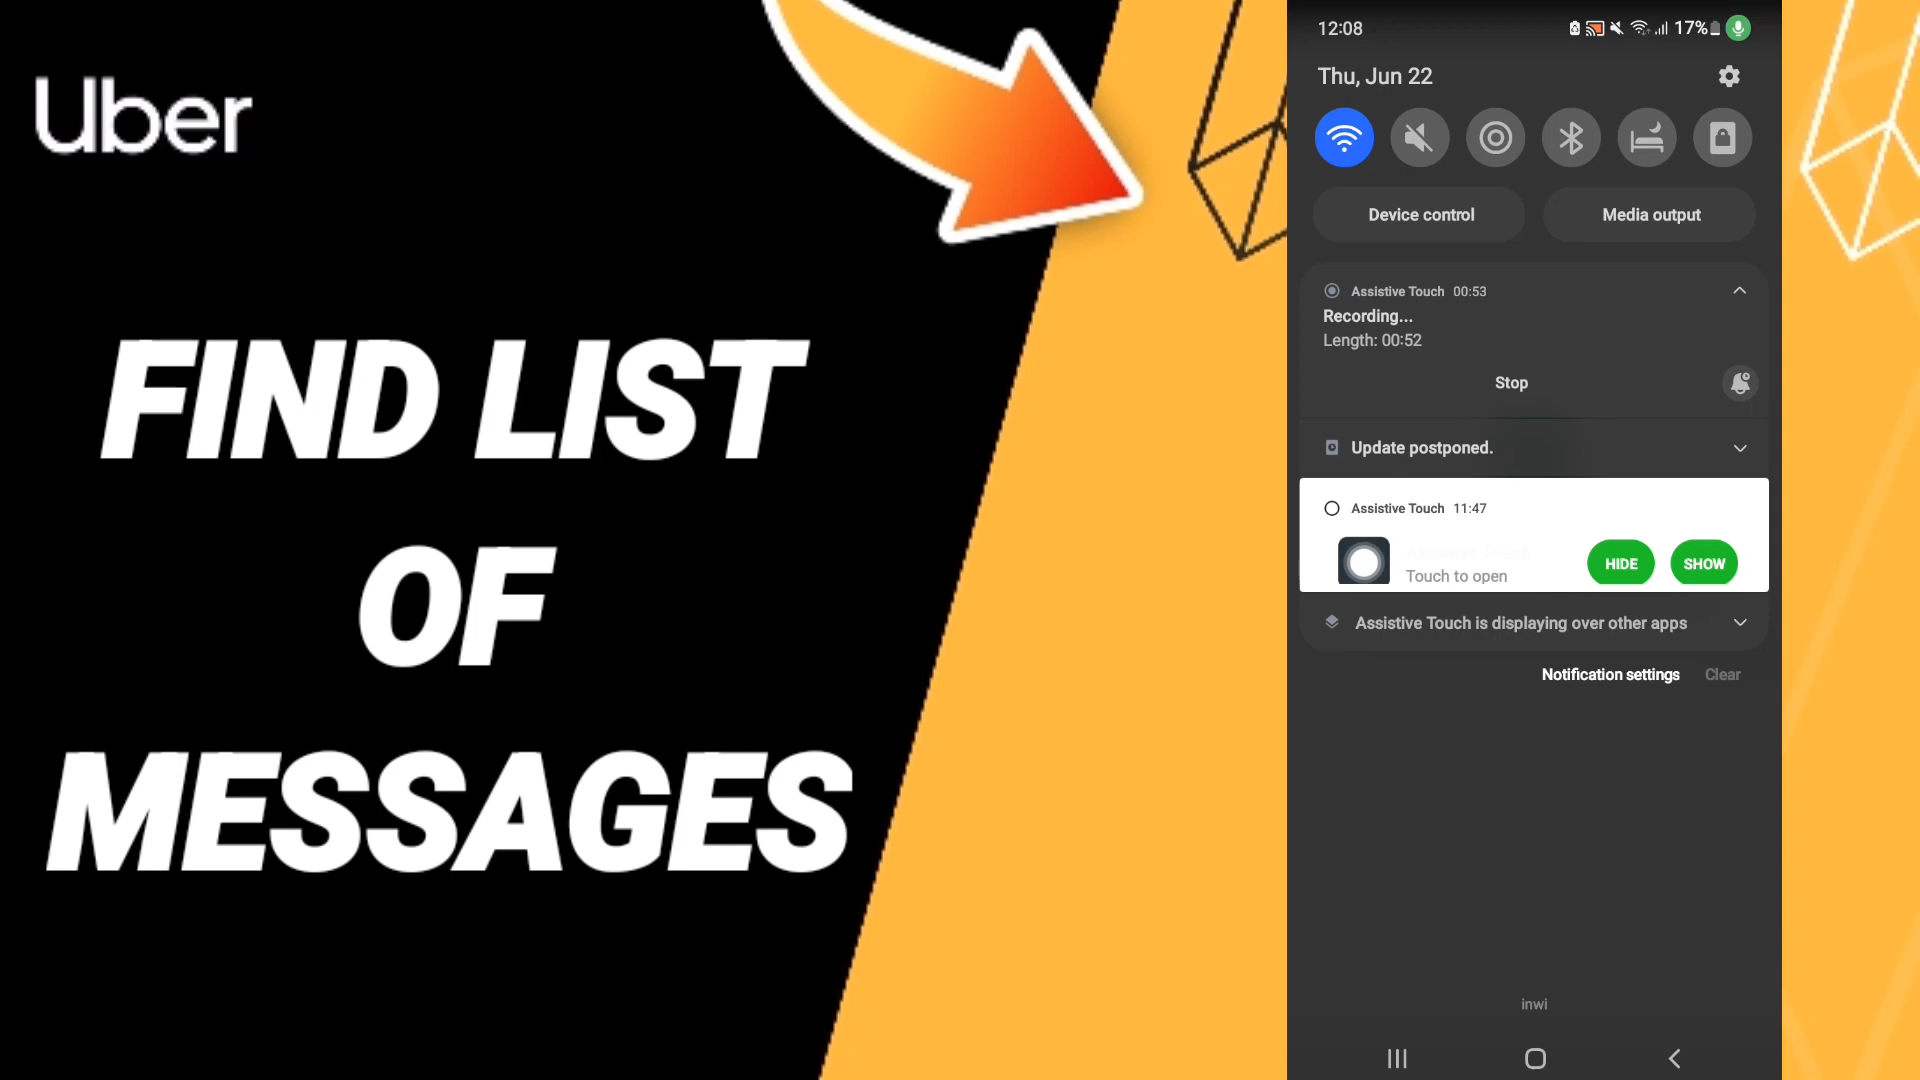 Uber
FIND LIST
OF
MESSAGES
12:08
17%
Thu, Jun 22
Device control
Media output
Assistive Touch 00:53
Recording...
Length: 00:52
Stop
Update postponed.
Assistive Touch 11:47
Touch to open
HIDE
SHOW
Assistive Touch is displaying over other apps
Notification settings
Clear
inwi